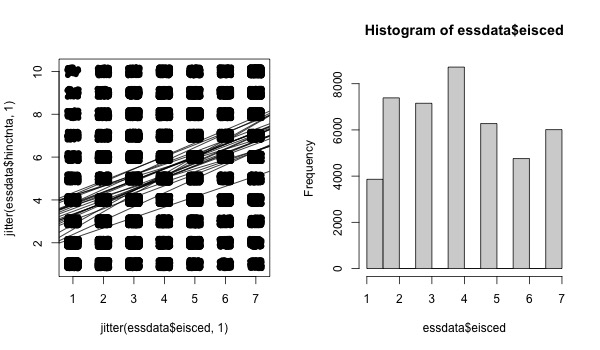 jitter(essdata$hinctnta, 1)
10
8
6
4
2
1 2 3 4 5 6 7
jitter(essdata$eisced, 1)
Histogram of essdata$eisced
Frequency
8000
6000
4000
2000
0
1 2 3 4 5 6 7
essdata$eisced